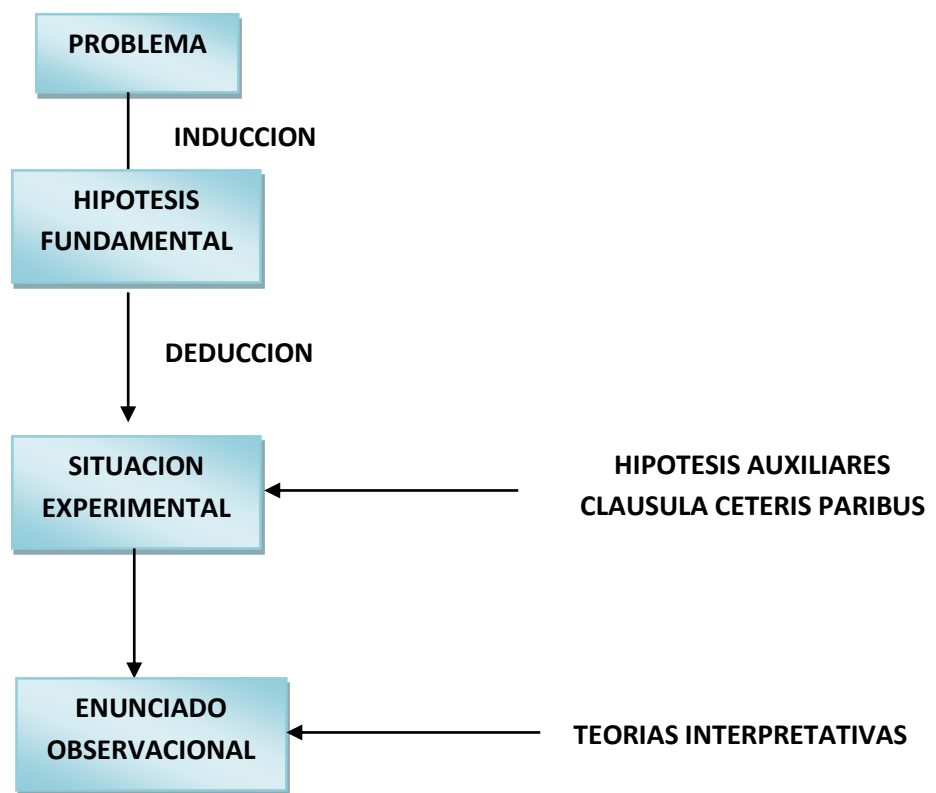 PROBLEMA
INDUCCION
HIPOTESIS
FUNDAMENTAL
DEDUCCION
SITUACION
EXPERIMENTAL
HIPOTESIS AUXILIARES
CLAUSULA CETERIS PARIBUS
ENUNCIADO
OBSERVACIONAL
TEORIAS INTERPRETATIVAS